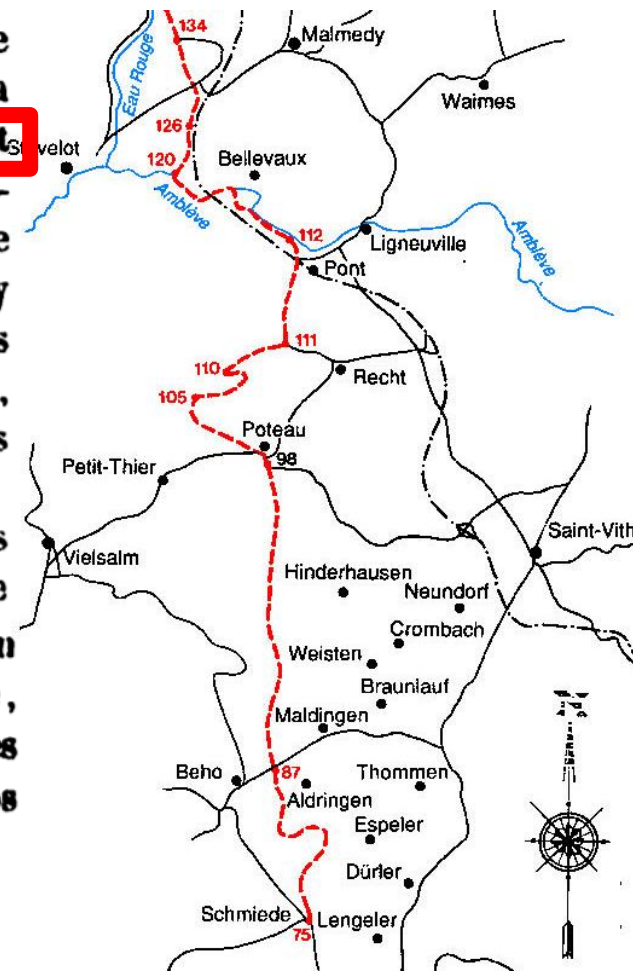 e
134
Malmedy
a
Eau Rouge
Waimes
t
126
Stavelot
120
Bellevaux
Amblève
112
Ligneuville
Amblève
e
Pont
y
s
111
110
Recht
,
105
s
Poteau
98
Petit-Thier
s
Saint-Vith
Vielsalm
e
Hinderhausen
Neundorf
n
Crombach
Weisten
,
Braunlauf
Maldingen
es
Beho
87
Thommen
os
Aldringen
Espeler
Dürler
Schmiede
Lengeler
75